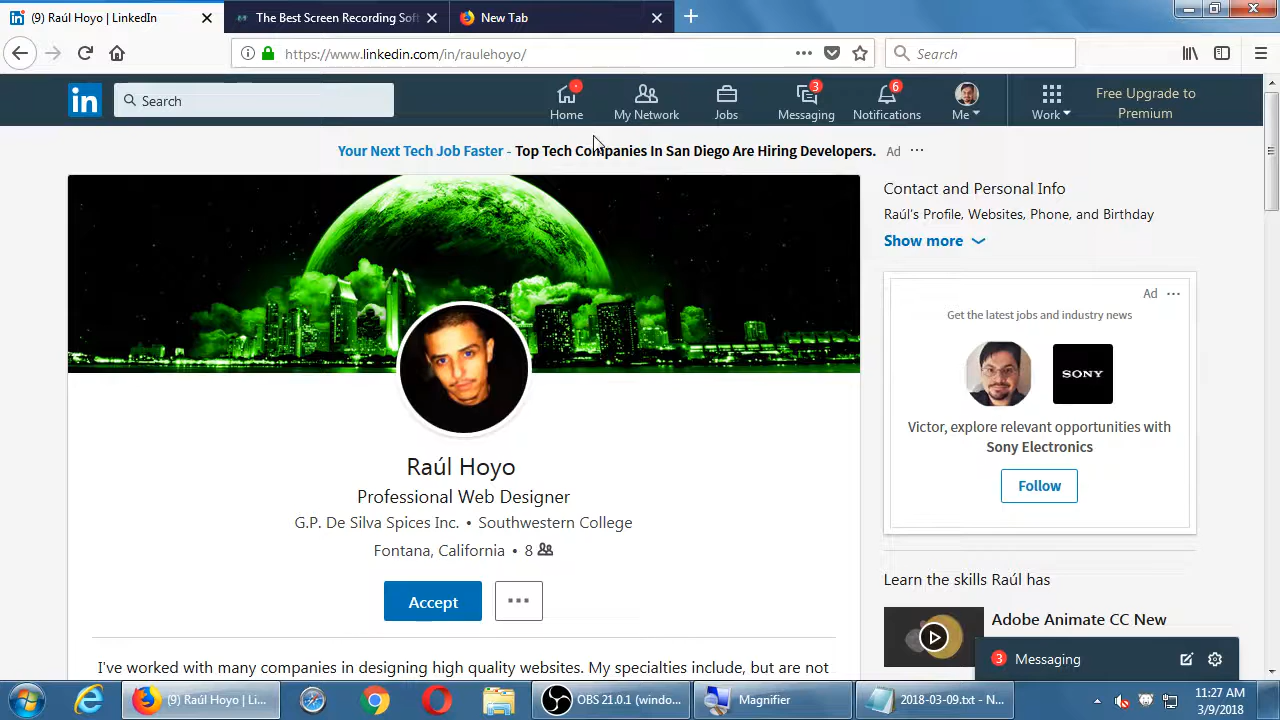 (9) Raúl Hoyo | LinkedIn
The Best Screen Recording Soft
New Tab
https://www.linkedin.com/in/raulehoyo/
Search
in
Search
Home
My Network
Jobs
3
Messaging
6
Notifications
Me
Work
Free Upgrade to
Premium
Your Next Tech Job Faster - Top Tech Companies In San Diego Are Hiring Developers. Ad ···
Contact and Personal Info
Raúl's Profile, Websites, Phone, and Birthday
Show more
Ad ···
Get the latest jobs and industry news
SONY
Victor, explore relevant opportunities with
Sony Electronics
Follow
Raúl Hoyo
Professional Web Designer
G.P. De Silva Spices Inc. • Southwestern College
Fontana, California • 8
Accept
···
I've worked with many companies in designing high quality websites. My specialties include, but are not
Learn the skills Raúl has
Adobe Animate CC New
3 Messaging
(9) Raúl Hoyo | Li...
OBS 21.0.1 (windo...
Magnifier
2018-03-09.txt - N...
11:27 AM
3/9/2018